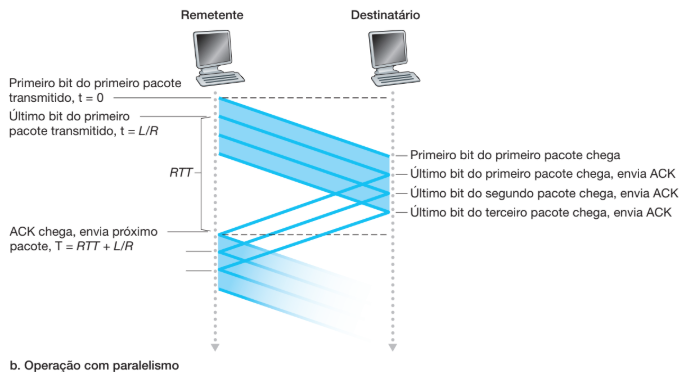 Remetente
Destinatário
Primeiro bit do primeiro pacote
transmitido, t = 0
Último bit do primeiro
pacote transmitido, t = L/R
RTT
Primeiro bit do primeiro pacote chega
Último bit do primeiro pacote chega, envia ACK
Último bit do segundo pacote chega, envia ACK
Último bit do terceiro pacote chega, envia ACK
ACK chega, envia próximo
pacote, T = RTT + L/R
b. Operação com paralelismo